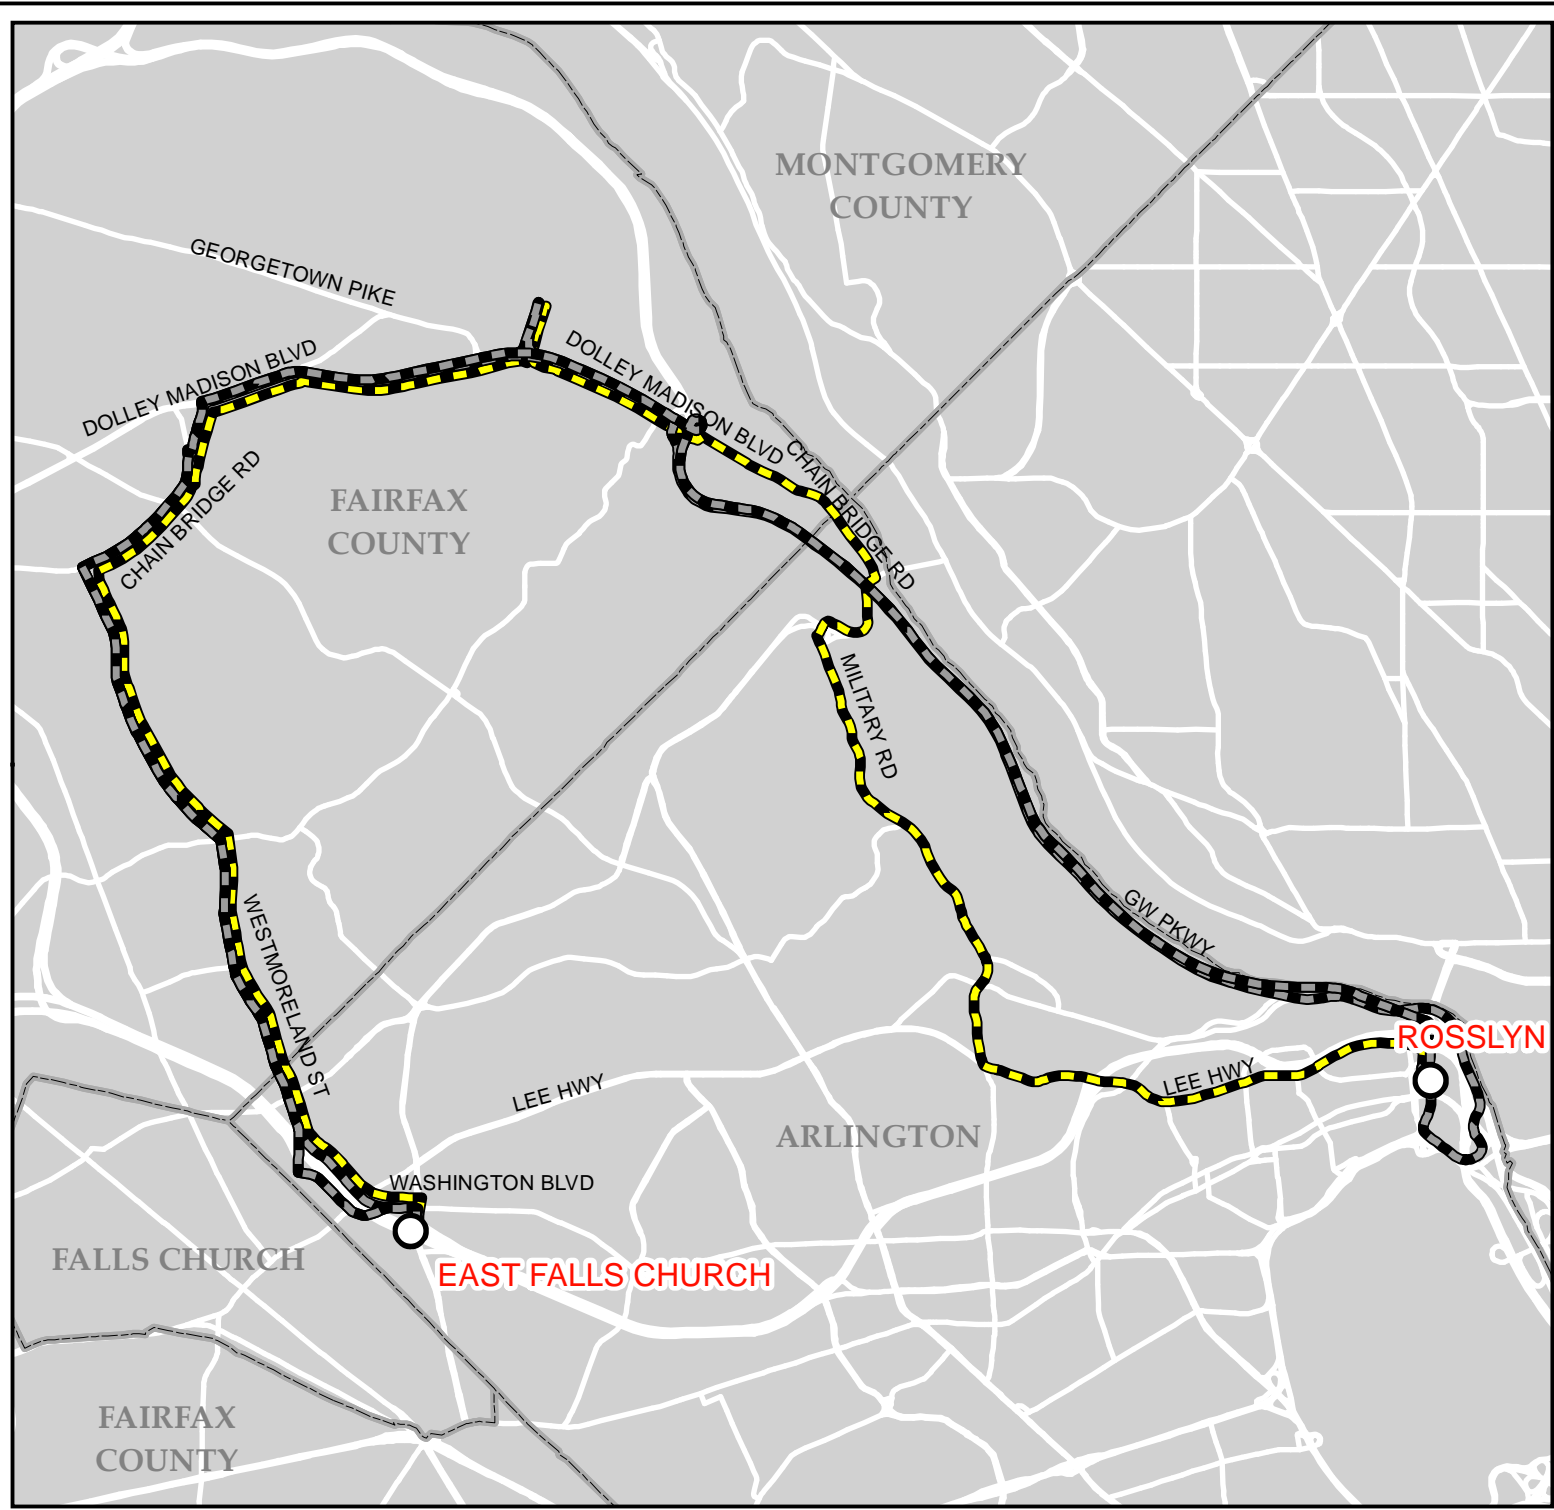 MONTGOMERY
COUNTY
GEORGETOWN PIKE
DOLLEY MADISON BLVD
DOLLEY MADISON BLVD
CHAIN BRIDGE RD
CHAIN BRIDGE RD
FAIRFAX
COUNTY
MILITARY RD
GW PKWY
WESTMORELAND ST
ROSSLYN
LEE HWY
LEE HWY
ARLINGTON
WASHINGTON BLVD
FALLS CHURCH
EAST FALLS CHURCH
FAIRFAX
COUNTY